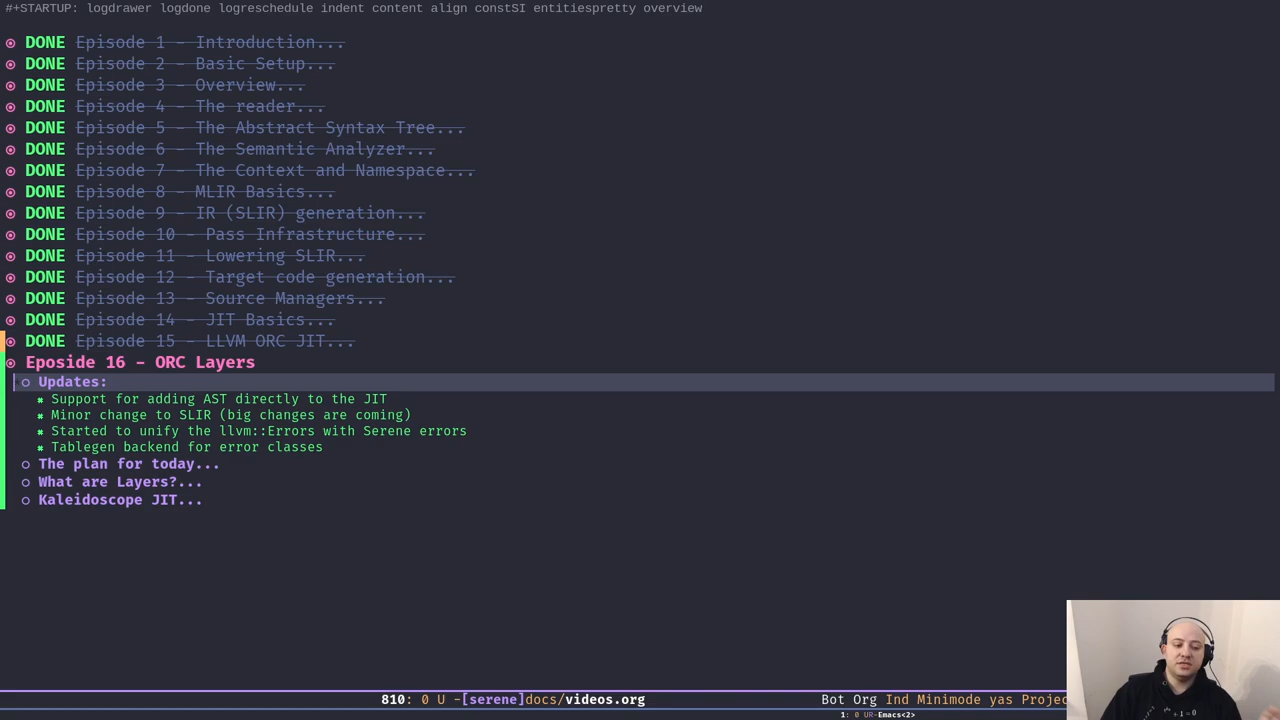 #+STARTUP: logdrawer logdone logreschedule indent content align constSI entitiespretty overview
DONE Episode 1 - Introduction...
DONE Episode 2 - Basic Setup...
DONE Episode 3 - Overview...
DONE Episode 4 - The reader...
DONE Episode 5 - The Abstract Syntax Tree...
DONE Episode 6 - The Semantic Analyzer...
DONE Episode 7 - The Context and Namespace...
DONE Episode 8 - MLIR Basics...
DONE Episode 9 - IR (SLIR) generation...
DONE Episode 10 - Pass Infrastructure...
DONE Episode 11 - Lowering SLIR...
DONE Episode 12 - Target code generation...
DONE Episode 13 - Source Managers...
DONE Episode 14 - JIT Basics...
DONE Episode 15 - LLVM ORC JIT...
Eposide 16 - ORC Layers
Updates:
Support for adding AST directly to the JIT
Minor change to SLIR (big changes are coming)
Started to unify the llvm::Errors with Serene errors
Tablegen backend for error classes
The plan for today...
What are Layers?...
Kaleidoscope JIT...
810: 0 U -[serene]docs/videos.org Bot Org Ind Minimode yas Projec
1: 0 UR-Emacs<2>